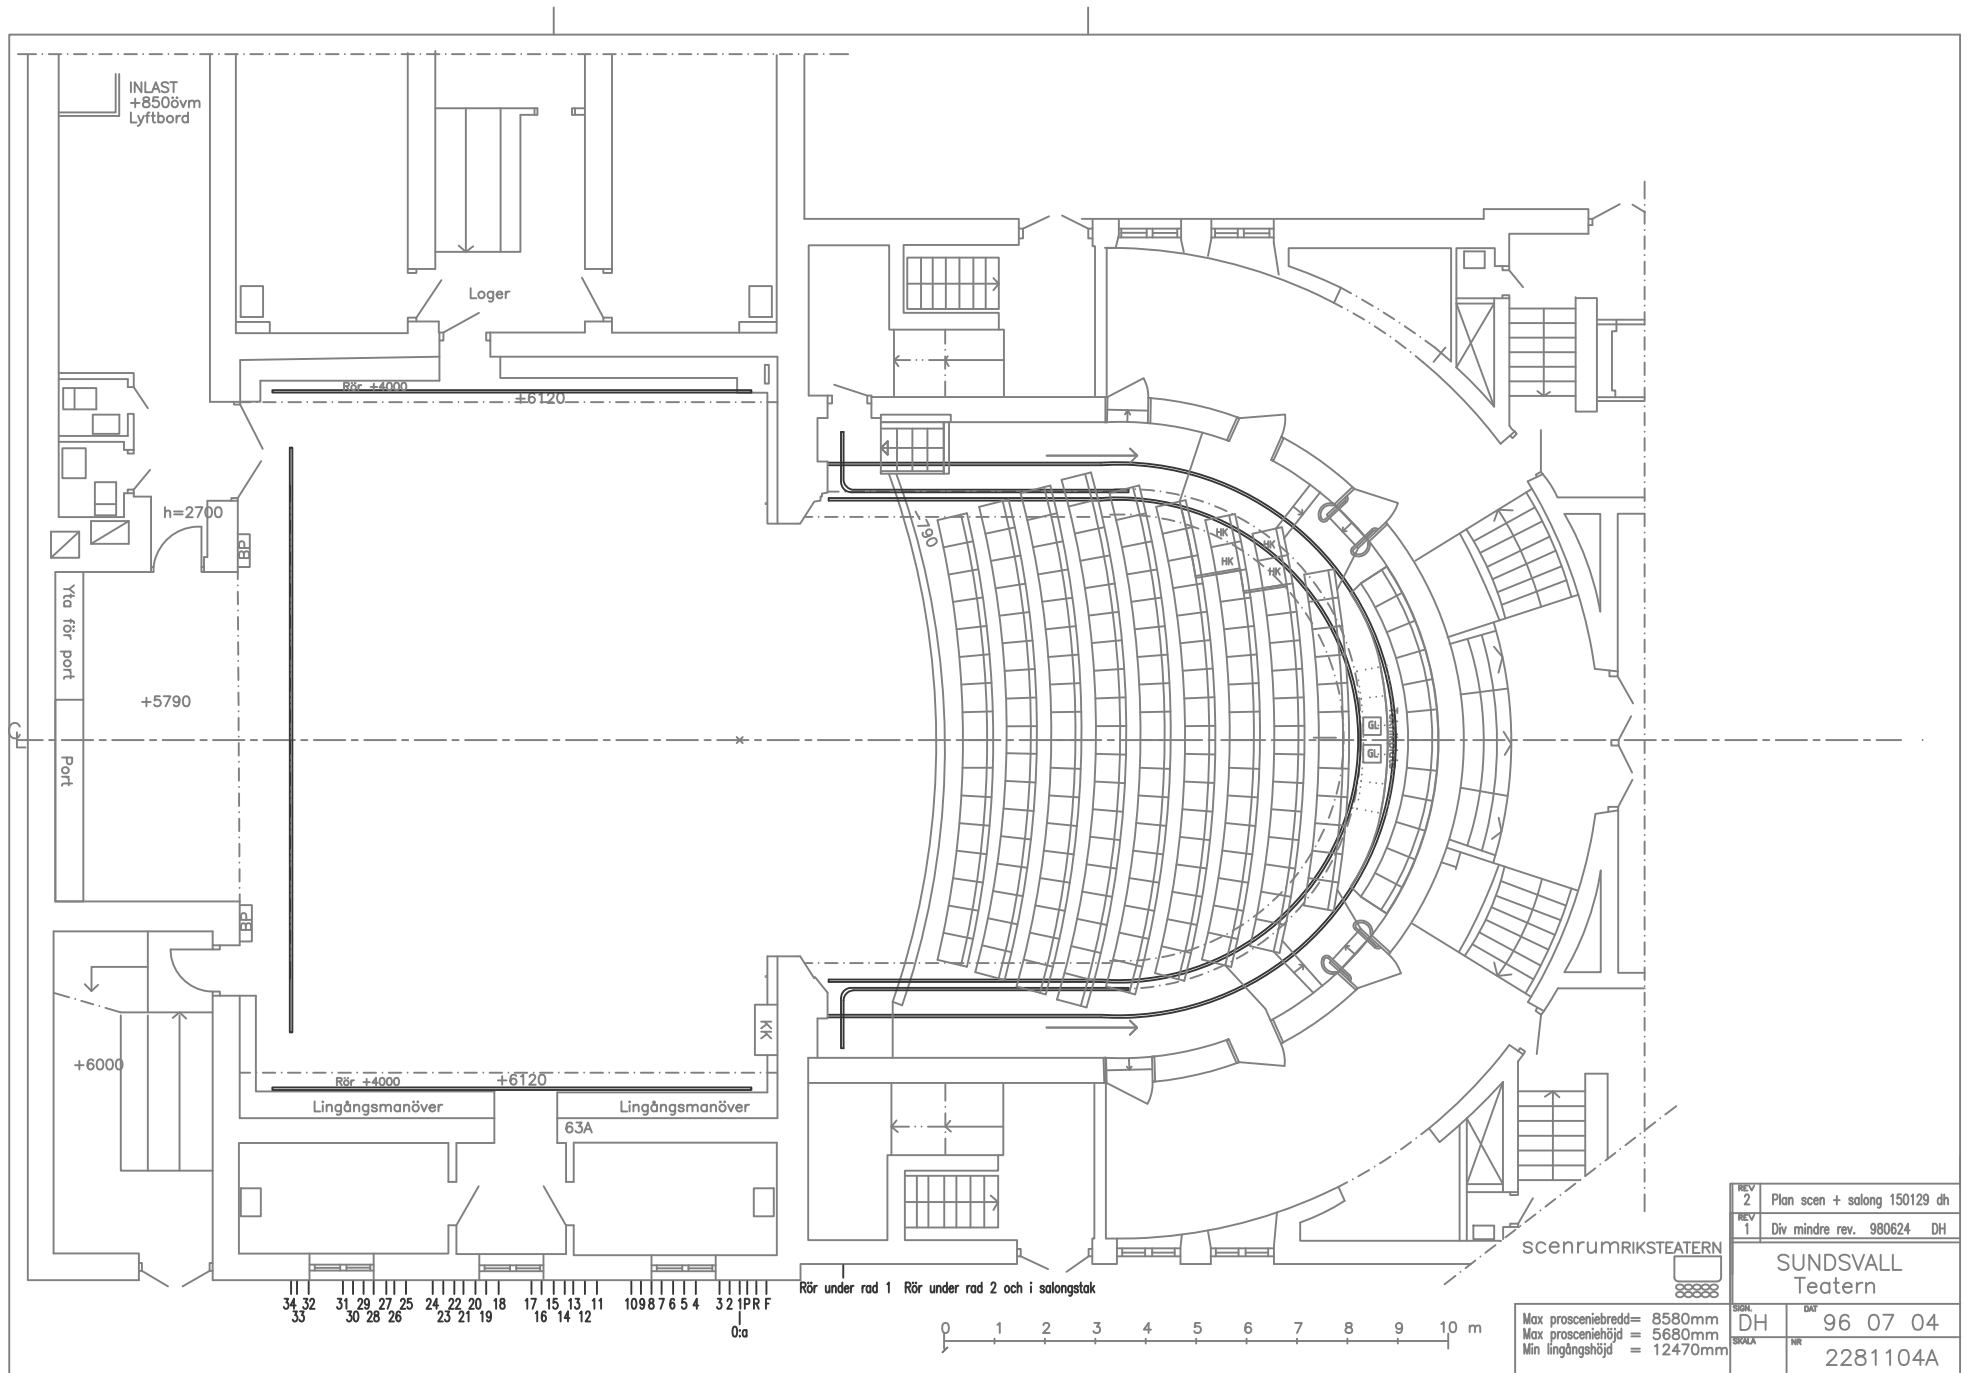 INLAST
+850övm
Lyftbord
Loger
Rör +4000
+6120
h=2700
BP
-790
HK
HK
HK
HK
Yta för port
+5790
Port
GL
GL
Teknikplats
CL
BP
KK
+6000
Rör +4000
+6120
Lingångsmanöver
Lingångsmanöver
63A
34 32 31 29 27 25 24 22 20 18 17 15 13 11 10 9 8 7 6 5 4 3 2 1 P R F
33 30 28 26 23 21 19 16 14 12
0:a
Rör under rad 1 Rör under rad 2 och i salongstak
0 1 2 3 4 5 6 7 8 9 10 m
scenrumRIKSTEATERN
Max prosceniebredd= 8580mm
Max prosceniehöjd = 5680mm
Min lingångshöjd = 12470mm
REV
2 Plan scen + salong 150129 dh
REV
1 Div mindre rev. 980624 DH
SUNDSVALL
Teatern
SIGN. DAT
DH 96 07 04
SKALA NR
2281104A